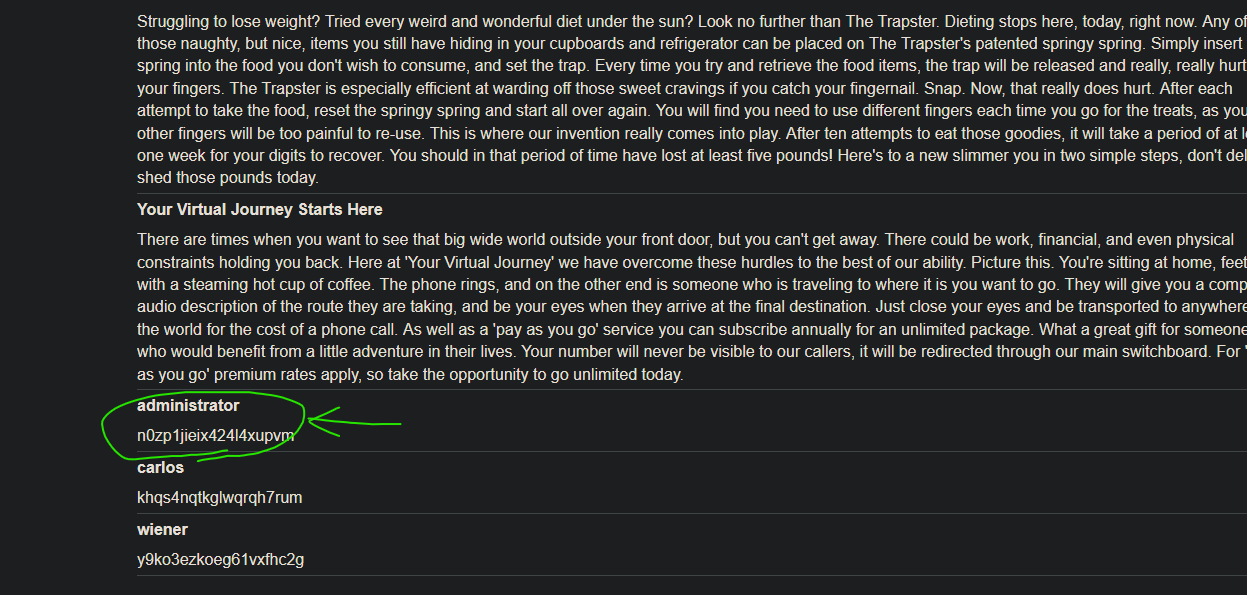 Struggling to lose weight? Tried every weird and wonderful diet under the sun? Look no further than The Trapster. Dieting stops here, today, right now. Any of
those naughty, but nice, items you still have hiding in your cupboards and refrigerator can be placed on The Trapster's patented springy spring. Simply insert
spring into the food you don't wish to consume, and set the trap. Every time you try and retrieve the food items, the trap will be released and really, really hurt
your fingers. The Trapster is especially efficient at warding off those sweet cravings if you catch your fingernail. Snap. Now, that really does hurt. After each
attempt to take the food, reset the springy spring and start all over again. You will find you need to use different fingers each time you go for the treats, as you
other fingers will be too painful to re-use. This is where our invention really comes into play. After ten attempts to eat those goodies, it will take a period of at l
one week for your digits to recover. You should in that period of time have lost at least five pounds! Here's to a new slimmer you in two simple steps, don't del
shed those pounds today.
Your Virtual Journey Starts Here
There are times when you want to see that big wide world outside your front door, but you can't get away. There could be work, financial, and even physical
constraints holding you back. Here at 'Your Virtual Journey' we have overcome these hurdles to the best of our ability. Picture this. You're sitting at home, feet
with a steaming hot cup of coffee. The phone rings, and on the other end is someone who is traveling to where it is you want to go. They will give you a comp
audio description of the route they are taking, and be your eyes when they arrive at the final destination. Just close your eyes and be transported to anywhere
the world for the cost of a phone call. As well as a 'pay as you go' service you can subscribe annually for an unlimited package. What a great gift for someone
who would benefit from a little adventure in their lives. Your number will never be visible to our callers, it will be redirected through our main switchboard. For '
as you go' premium rates apply, so take the opportunity to go unlimited today.
administrator
n0zp1jieix424l4xupvm
carlos
khqs4nqtkglwqrqh7rum
wiener
y9ko3ezkoeg61vxfhc2g